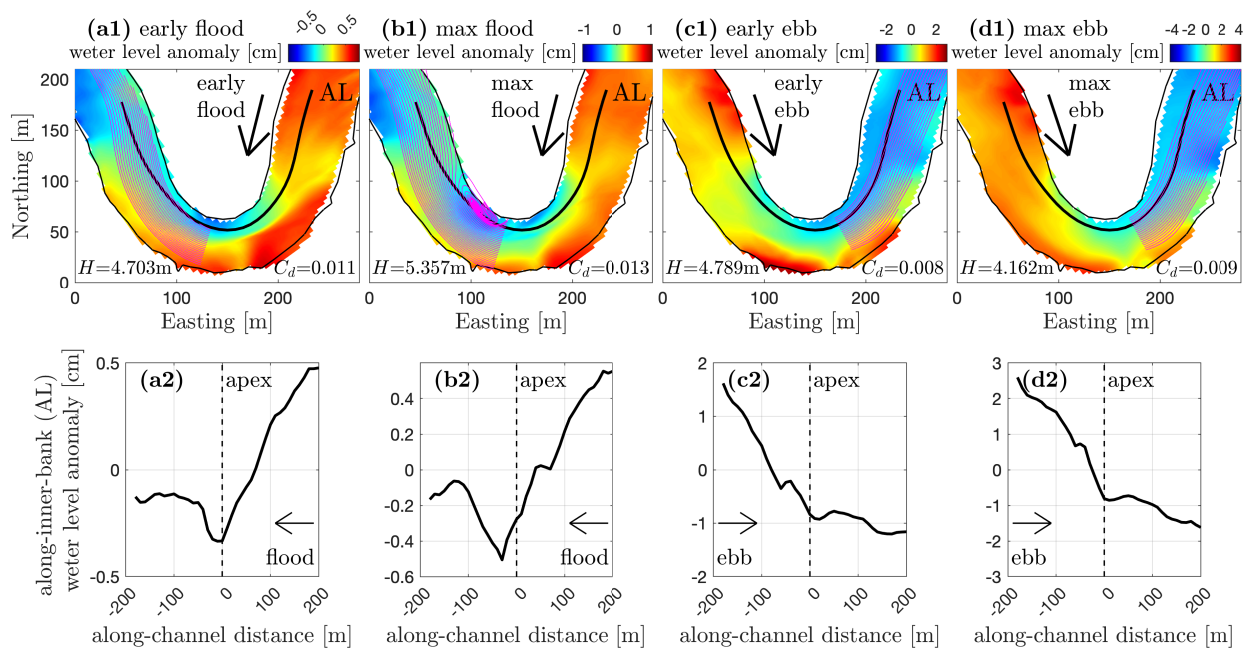 (a1) early flood
-0.5 0 0.5
weter level anomaly [cm]
early
flood
AL
H=4.703m
C_d=0.011
200
150
100
50
0
Northing [m]
0 100 200
Easting [m]
(b1) max flood
-1 0 1
weter level anomaly [cm]
max
flood
AL
H=5.357m
C_d=0.013
0 100 200
Easting [m]
(c1) early ebb
-2 0 2
weter level anomaly [cm]
early
ebb
AL
H=4.789m
C_d=0.008
0 100 200
Easting [m]
(d1) max ebb
-4 -2 0 2 4
weter level anomaly [cm]
max
ebb
AL
H=4.162m
C_d=0.009
0 100 200
Easting [m]
along-inner-bank (AL)
weter level anomaly [cm]
0.5
0
-0.5
(a2)
apex
flood
-200 -100 0 100 200
along-channel distance [m]
0.4
0.2
0
-0.2
-0.4
-0.6
(b2)
apex
flood
-200 -100 0 100 200
along-channel distance [m]
2
1
0
-1
-2
(c2)
apex
ebb
-200 -100 0 100 200
along-channel distance [m]
3
2
1
0
-1
-2
-3
(d2)
apex
ebb
-200 -100 0 100 200
along-channel distance [m]